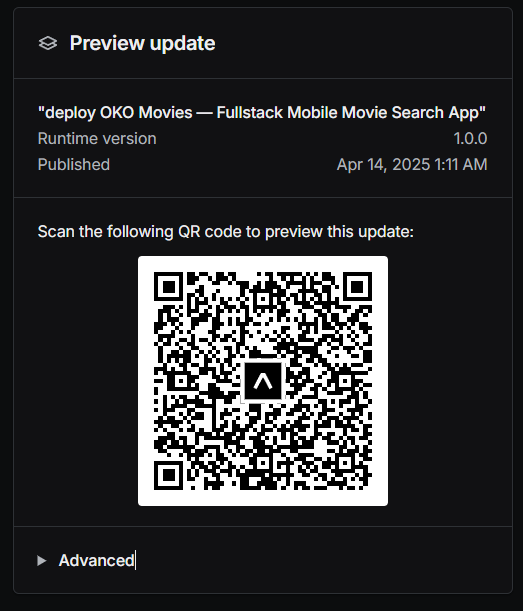 Preview update
"deploy OKO Movies — Fullstack Mobile Movie Search App"
Runtime version 1.0.0
Published Apr 14, 2025 1:11 AM
Scan the following QR code to preview this update:
Advanced